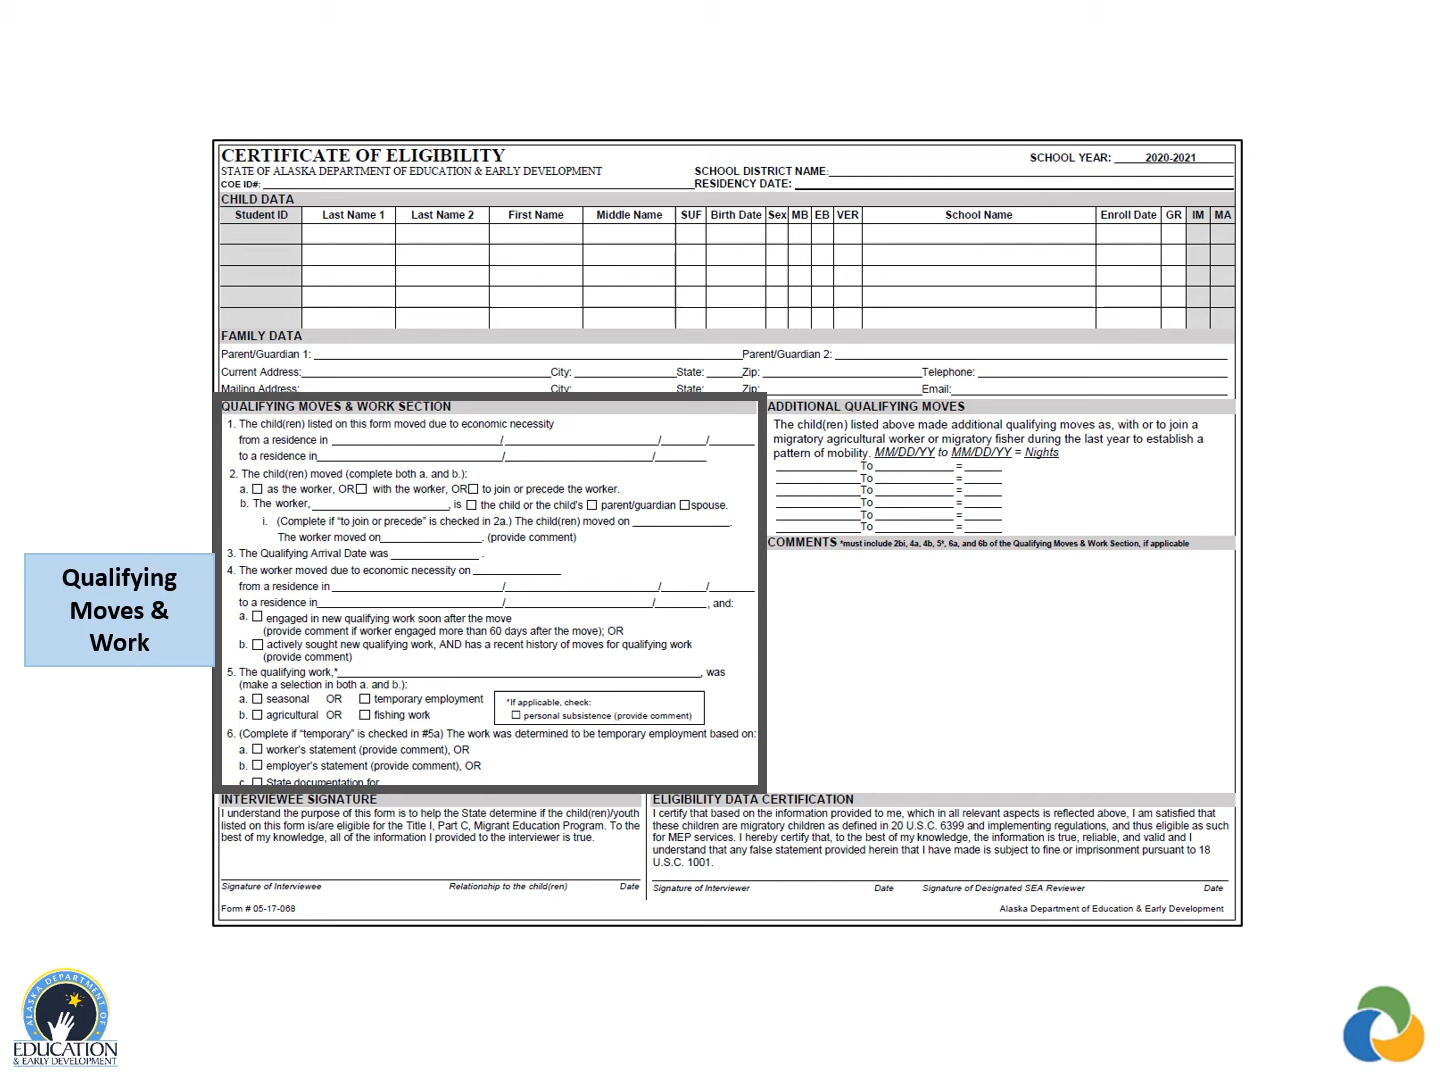 CERTIFICATE OF ELIGIBILITY
SCHOOL YEAR: 2020-2021
STATE OF ALASKA DEPARTMENT OF EDUCATION & EARLY DEVELOPMENT
SCHOOL DISTRICT NAME:
COE ID#:
RESIDENCY DATE:
CHILD DATA
Student ID Last Name 1 Last Name 2 First Name Middle Name SUF Birth Date Sex MB EB VER School Name Enroll Date GR IM MA
FAMILY DATA
Parent/Guardian 1: Parent/Guardian 2:
Current Address: City: State: Zip: Telephone:
Mailing Address: City: State: Zip: Email:
QUALIFYING MOVES & WORK SECTION
1. The child(ren) listed on this form moved due to economic necessity
from a residence in / / /
to a residence in / /
2. The child(ren) moved (complete both a. and b.):
a. ☐ as the worker, OR ☐ with the worker, OR ☐ to join or precede the worker.
b. The worker, , is ☐ the child or the child's ☐ parent/guardian ☐ spouse.
i. (Complete if "to join or precede" is checked in 2a.) The child(ren) moved on .
The worker moved on . (provide comment)
3. The Qualifying Arrival Date was .
4. The worker moved due to economic necessity on
from a residence in / / /
to a residence in / / , and:
a. ☐ engaged in new qualifying work soon after the move
(provide comment if worker engaged more than 60 days after the move); OR
b. ☐ actively sought new qualifying work, AND has a recent history of moves for qualifying work
(provide comment)
5. The qualifying work,* , was
(make a selection in both a. and b.):
a. ☐ seasonal OR ☐ temporary employment
b. ☐ agricultural OR ☐ fishing work
*If applicable, check:
☐ personal subsistence (provide comment)
6. (Complete if "temporary" is checked in #5a) The work was determined to be temporary employment based on:
a. ☐ worker's statement (provide comment), OR
b. ☐ employer's statement (provide comment), OR
c. ☐ State documentation for
ADDITIONAL QUALIFYING MOVES
The child(ren) listed above made additional qualifying moves as, with or to join a
migratory agricultural worker or migratory fisher during the last year to establish a
pattern of mobility. MM/DD/YY to MM/DD/YY = Nights
To =
To =
To =
To =
To =
To =
COMMENTS *must include 2bi, 4a, 4b, 5*, 6a, and 6b of the Qualifying Moves & Work Section, if applicable
Qualifying
Moves &
Work
INTERVIEWEE SIGNATURE
I understand the purpose of this form is to help the State determine if the child(ren)/youth
listed on this form is/are eligible for the Title I, Part C, Migrant Education Program. To the
best of my knowledge, all of the information I provided to the interviewer is true.
Signature of Interviewee Relationship to the child(ren) Date
ELIGIBILITY DATA CERTIFICATION
I certify that based on the information provided to me, which in all relevant aspects is reflected above, I am satisfied that
these children are migratory children as defined in 20 U.S.C. 6399 and implementing regulations, and thus eligible as such
for MEP services. I hereby certify that, to the best of my knowledge, the information is true, reliable, and valid and I
understand that any false statement provided herein that I have made is subject to fine or imprisonment pursuant to 18
U.S.C. 1001.
Signature of Interviewer Date Signature of Designated SEA Reviewer Date
Form # 05-17-068
Alaska Department of Education & Early Development
ALASKA DEPARTMENT OF
EDUCATION
& EARLY DEVELOPMENT